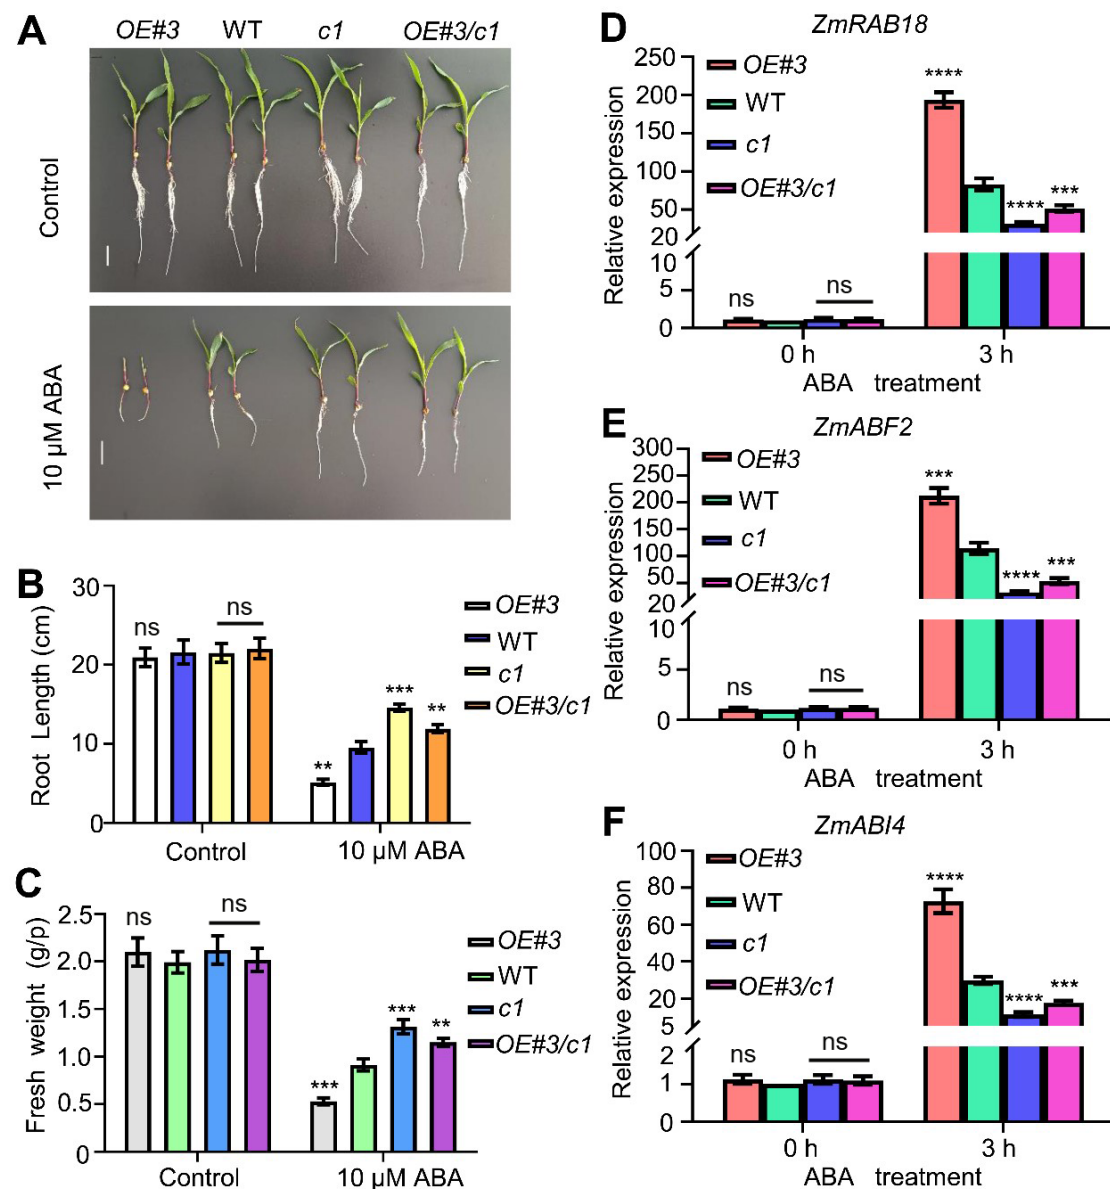 A
OE#3 WT c1 OE#3/c1
Control
10 µM ABA
B
Root Length (cm)
30
20
10
0
ns
ns
**
***
**
OE#3
WT
c1
OE#3/c1
Control 10 µM ABA
C
Fresh weight (g/p)
2.5
2.0
1.5
1.0
0.5
0
ns
ns
***
***
**
OE#3
WT
c1
OE#3/c1
Control 10 µM ABA
D
ZmRAB18
Relative expression
250
200
150
100
50
20
10
5
0
OE#3
WT
c1
OE#3/c1
ns
ns
****
****
***
0 h 3 h
ABA treatment
E
ZmABF2
Relative expression
300
250
200
150
100
50
20
10
5
0
OE#3
WT
c1
OE#3/c1
ns
ns
***
****
***
0 h 3 h
ABA treatment
F
ZmABI4
Relative expression
100
80
60
40
20
5
2
1
0
OE#3
WT
c1
OE#3/c1
ns
ns
****
****
***
0 h 3 h
ABA treatment